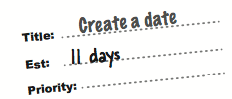 Title: Create a date
Est: 11 days
Priority: